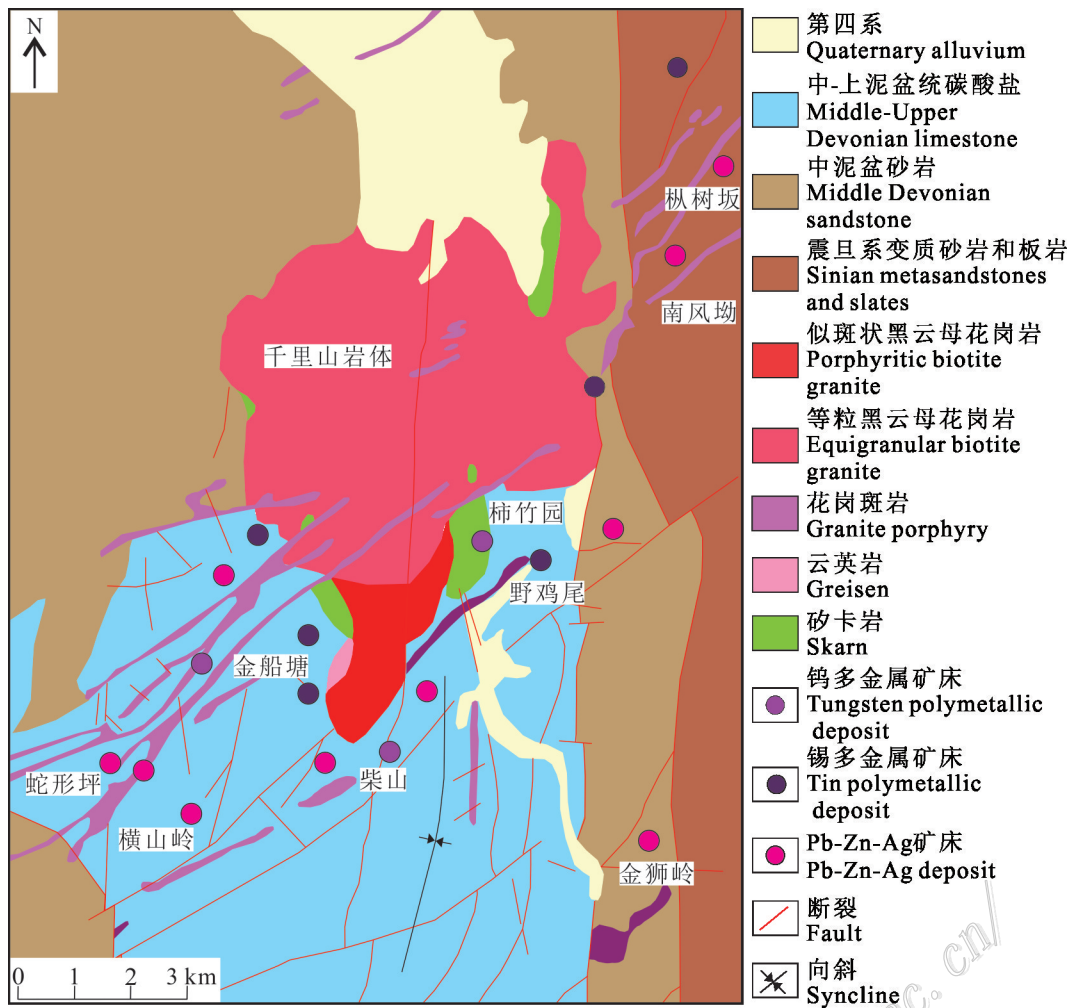 N
千里山岩体
枞树坂
南风坳
柿竹园
野鸡尾
金船塘
柴山
蛇形坪
横山岭
金狮岭
0 1 2 3 km
第四系
Quaternary alluvium
中-上泥盆统碳酸盐
Middle-Upper
Devonian limestone
中泥盆砂岩
Middle Devonian
sandstone
震旦系变质砂岩和板岩
Sinian metasandstones
and slates
似斑状黑云母花岗岩
Porphyritic biotite
granite
等粒黑云母花岗岩
Equigranular biotite
granite
花岗斑岩
Granite porphyry
云英岩
Greisen
矽卡岩
Skarn
钨多金属矿床
Tungsten polymetallic
deposit
锡多金属矿床
Tin polymetallic
deposit
Pb-Zn-Ag矿床
Pb-Zn-Ag deposit
断裂
Fault
向斜
Syncline
c. cn/